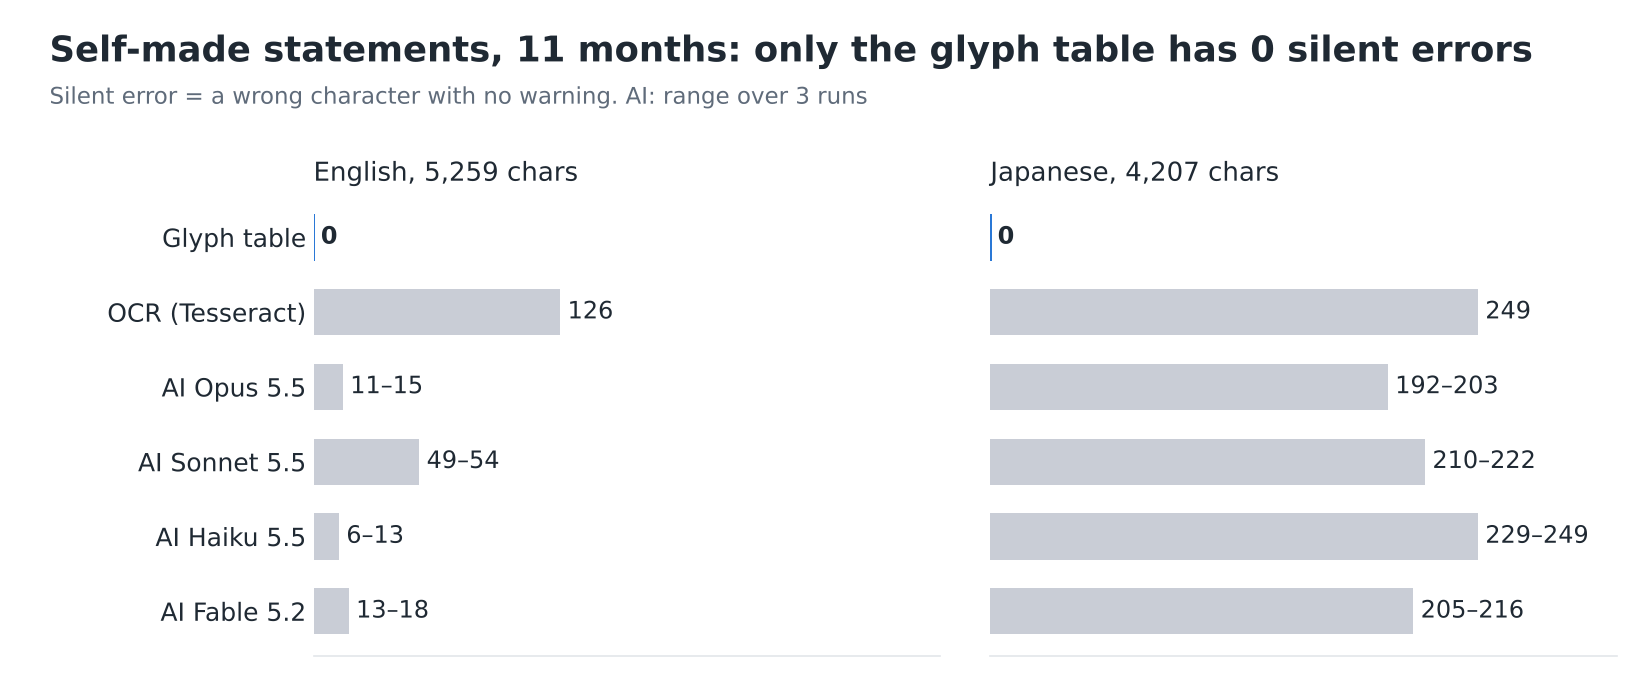 Self-made statements, 11 months: only the glyph table has 0 silent errors
Silent error = a wrong character with no warning. AI: range over 3 runs
English, 5,259 chars
Japanese, 4,207 chars
Glyph table 0 0
OCR (Tesseract) 126 249
AI Opus 5.5 11–15 192–203
AI Sonnet 5.5 49–54 210–222
AI Haiku 5.5 6–13 229–249
AI Fable 5.2 13–18 205–216